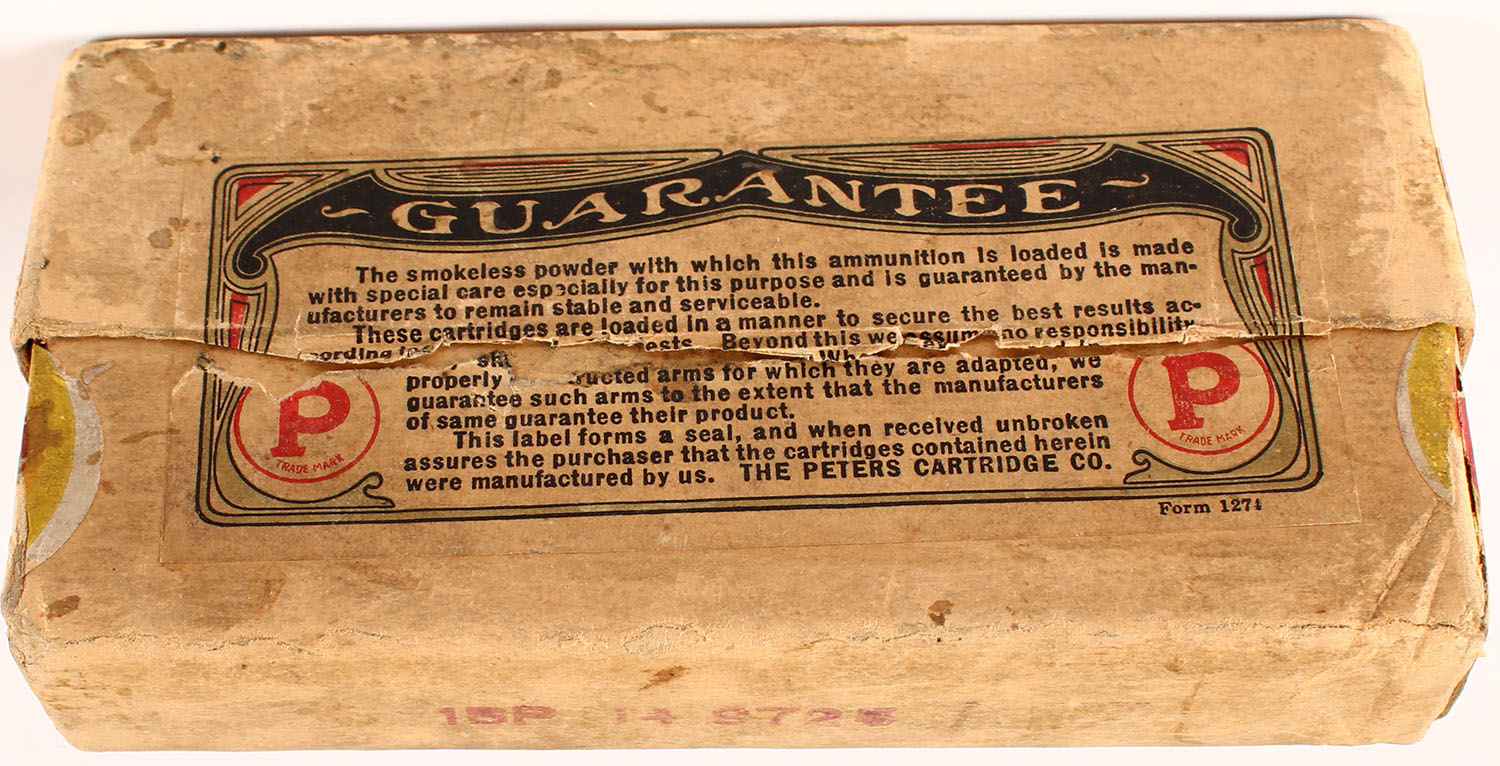 GUARANTEE
The smokeless powder with which this ammunition is loaded is made
with special care especially for this purpose and is guaranteed by the man-
ufacturers to remain stable and serviceable.
These cartridges are loaded in a manner to secure the best results ac-
cording Beyond this we assume no responsibility
properly arms for which they are adapted, we
guarantee such arms to the extent that the manufacturers
of same guarantee their product.
This label forms a seal, and when received unbroken
assures the purchaser that the cartridges contained herein
were manufactured by us. THE PETERS CARTRIDGE CO.
P
TRADE MARK
P
TRADE MARK
Form 1274